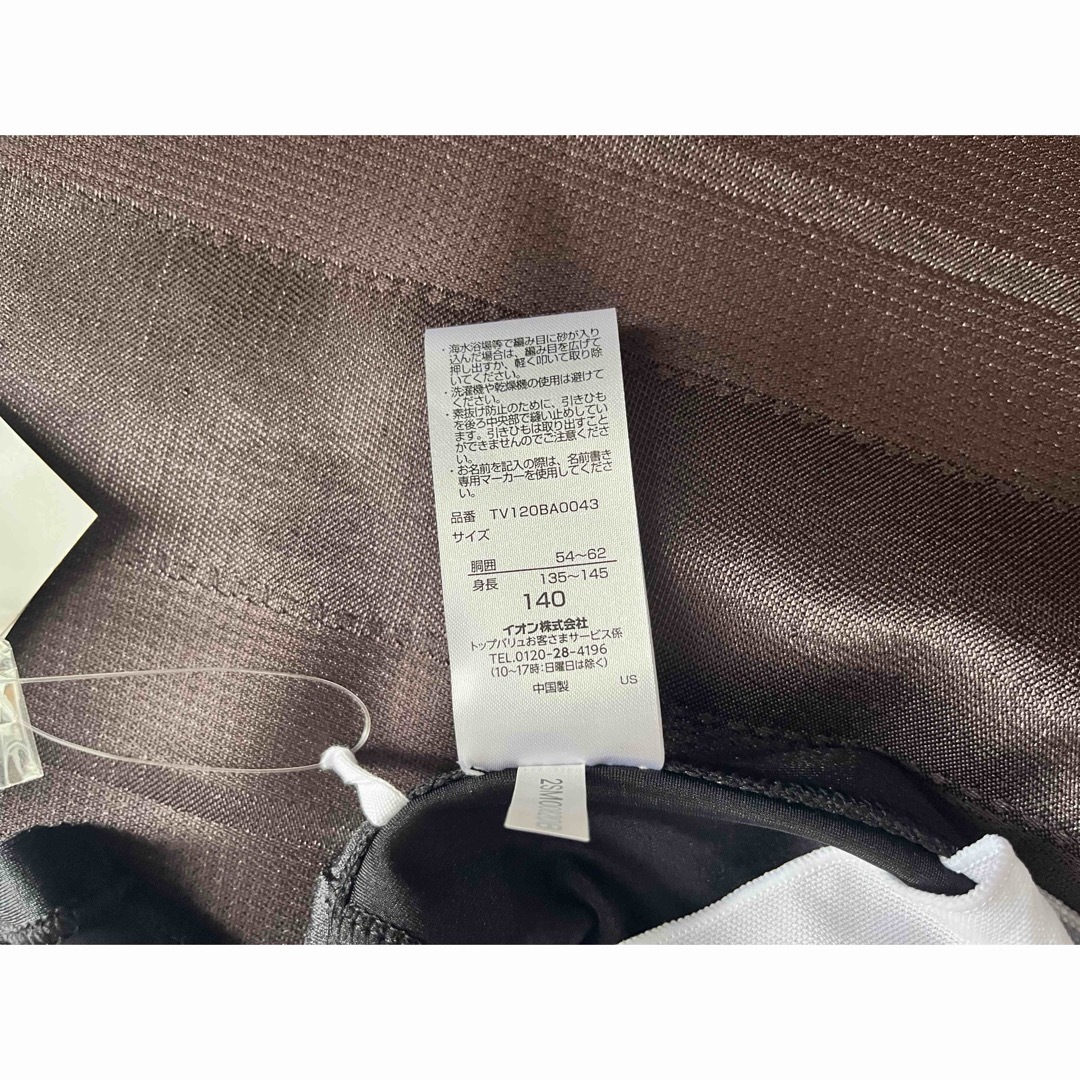 ・海水浴場等で編み目に砂が入り
込んだ場合は、編み目を広げて
押し出すか、軽く叩いて取り除
いてください。
・洗濯機や乾燥機の使用は避けて
ください。
・素抜け防止のために、引きひも
を後ろ中央部で縫い止めしてい
ます。引きひもは取り出すこと
ができませんのでご注意くださ
い。
・お名前を記入の際は、名前書き
専用マーカーを使用してくださ
い。
品番 TV120BA0043
サイズ
胴囲 54~62
身長 135~145
140
イオン株式会社
トップバリュお客さまサービス係
TEL.0120-28-4196
(10~17時:日曜日は除く)
中国製 US